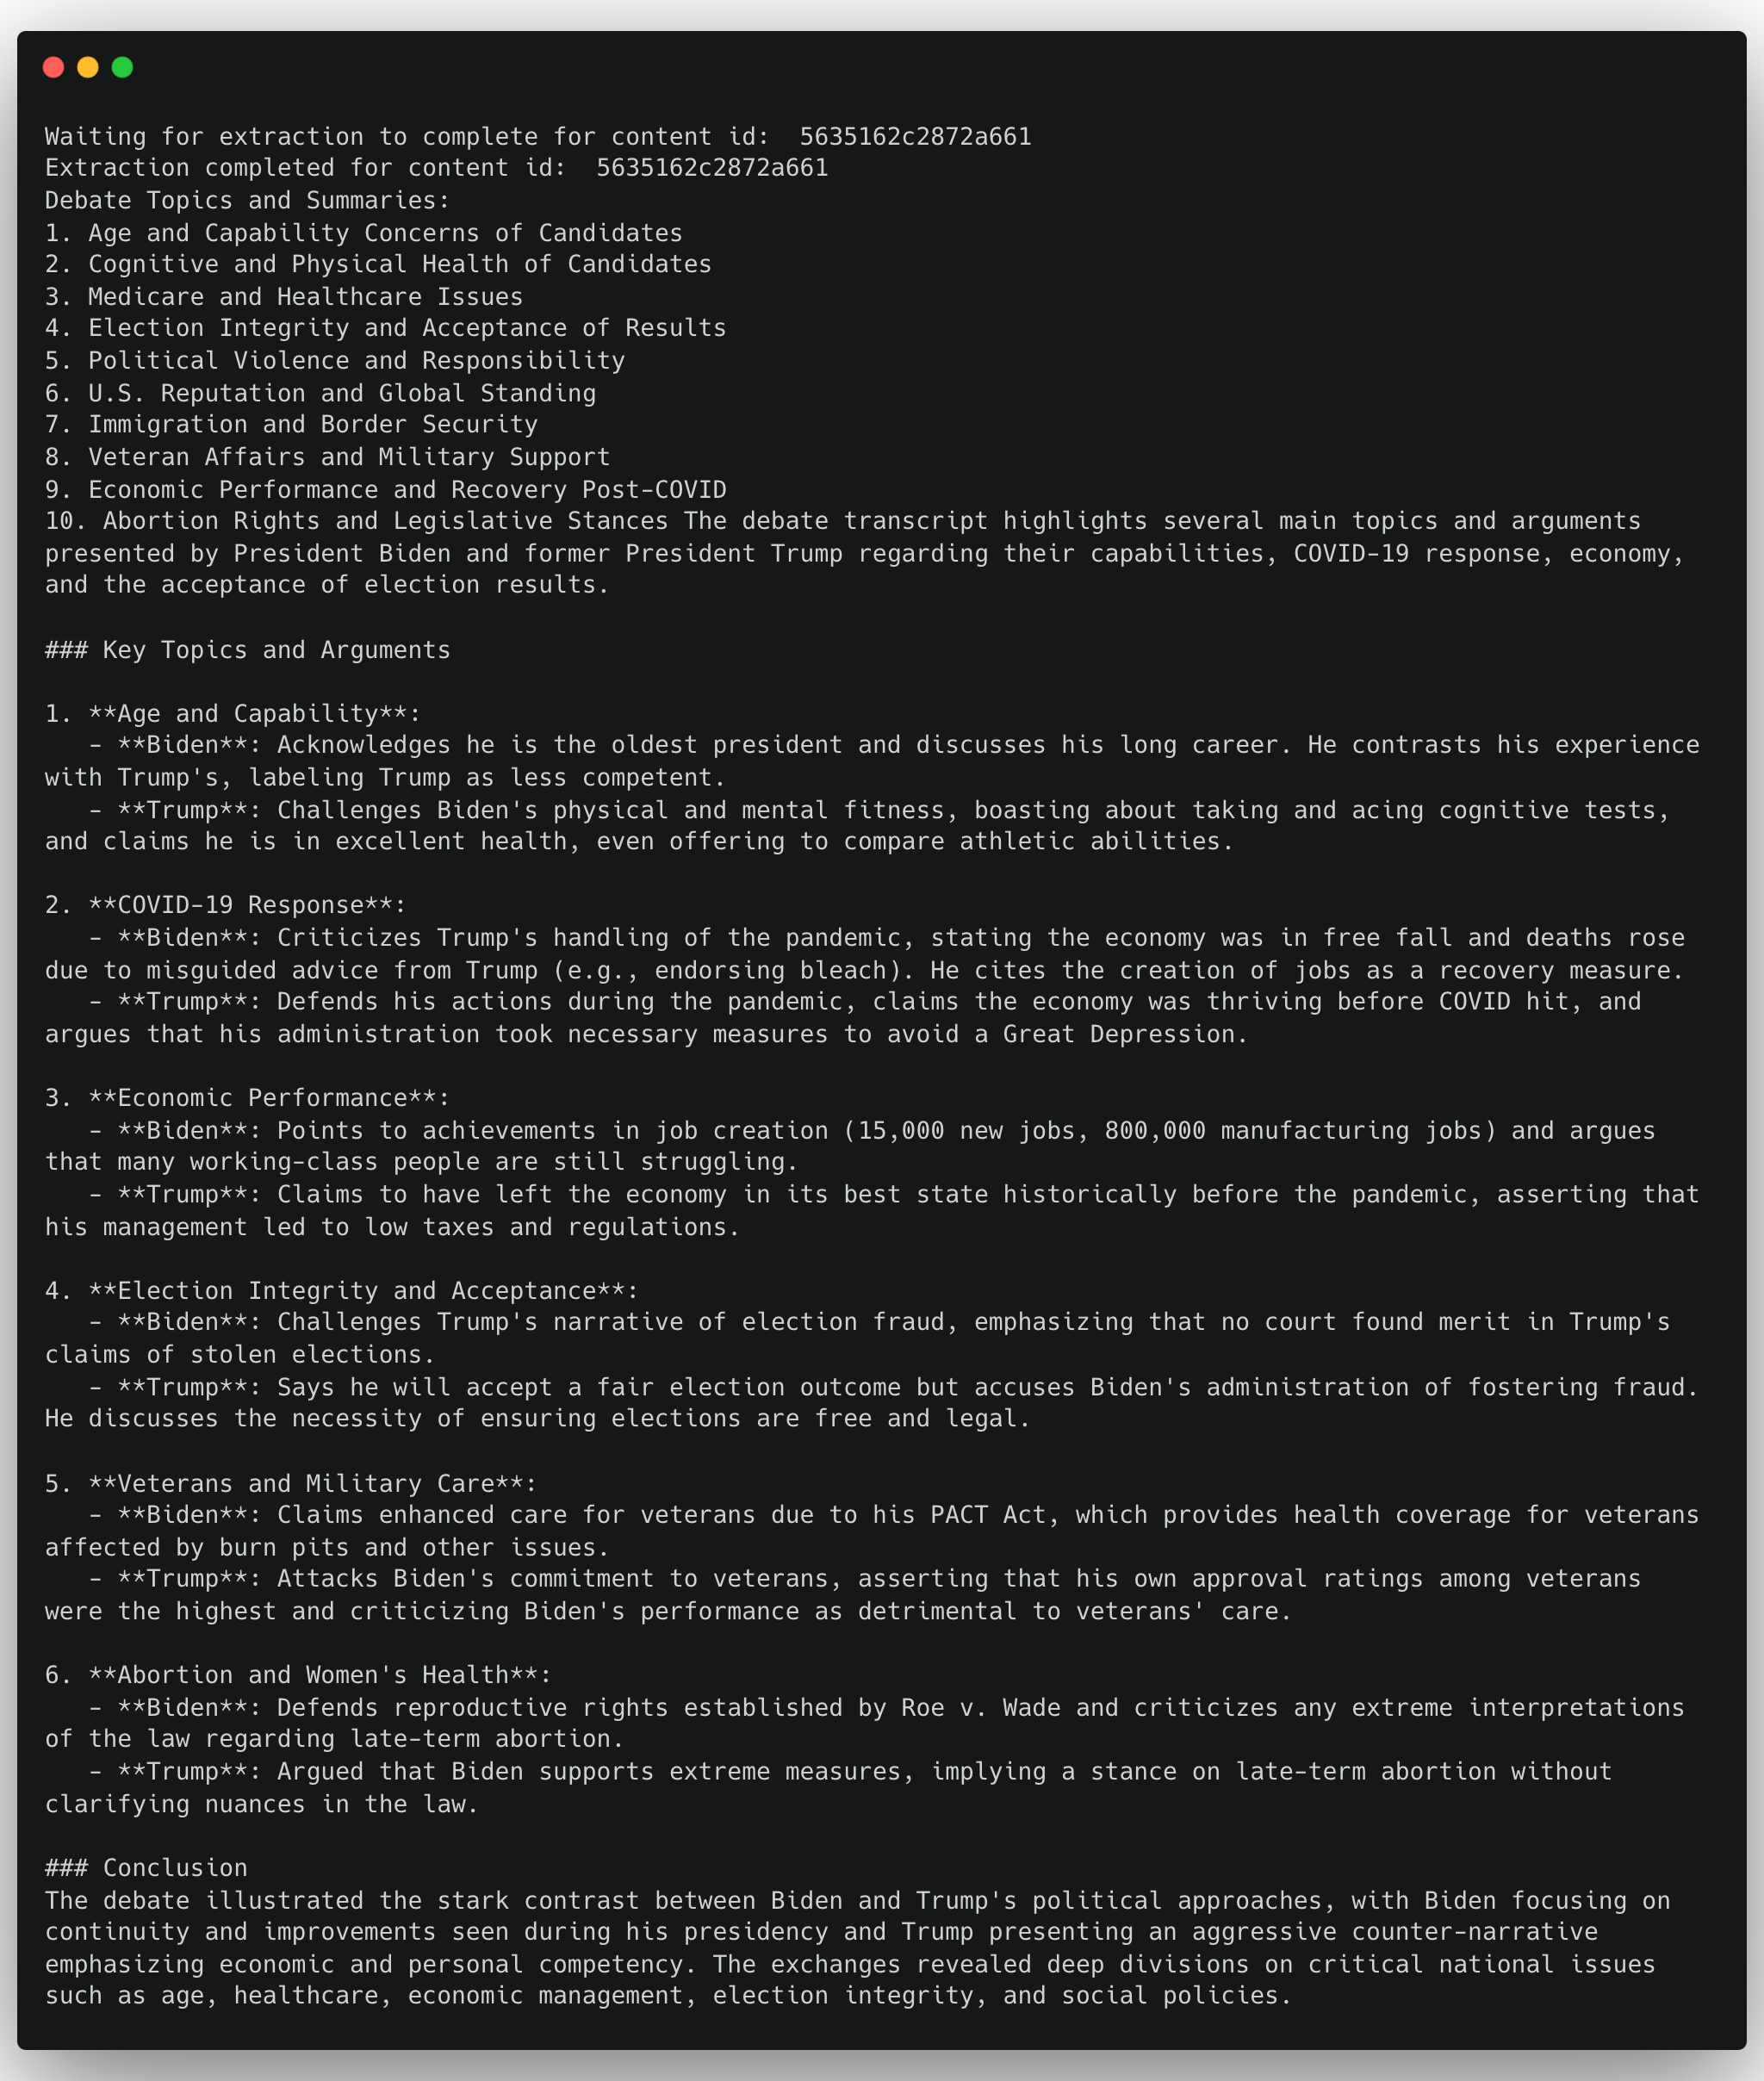 Waiting for extraction to complete for content id:  5635162c2872a661
Extraction completed for content id:  5635162c2872a661
Debate Topics and Summaries:
1. Age and Capability Concerns of Candidates
2. Cognitive and Physical Health of Candidates
3. Medicare and Healthcare Issues
4. Election Integrity and Acceptance of Results
5. Political Violence and Responsibility
6. U.S. Reputation and Global Standing
7. Immigration and Border Security
8. Veteran Affairs and Military Support
9. Economic Performance and Recovery Post-COVID
10. Abortion Rights and Legislative Stances The debate transcript highlights several main topics and arguments
presented by President Biden and former President Trump regarding their capabilities, COVID-19 response, economy,
and the acceptance of election results.

### Key Topics and Arguments

1. **Age and Capability**:
   - **Biden**: Acknowledges he is the oldest president and discusses his long career. He contrasts his experience
with Trump's, labeling Trump as less competent.
   - **Trump**: Challenges Biden's physical and mental fitness, boasting about taking and acing cognitive tests,
and claims he is in excellent health, even offering to compare athletic abilities.

2. **COVID-19 Response**:
   - **Biden**: Criticizes Trump's handling of the pandemic, stating the economy was in free fall and deaths rose
due to misguided advice from Trump (e.g., endorsing bleach). He cites the creation of jobs as a recovery measure.
   - **Trump**: Defends his actions during the pandemic, claims the economy was thriving before COVID hit, and
argues that his administration took necessary measures to avoid a Great Depression.

3. **Economic Performance**:
   - **Biden**: Points to achievements in job creation (15,000 new jobs, 800,000 manufacturing jobs) and argues
that many working-class people are still struggling.
   - **Trump**: Claims to have left the economy in its best state historically before the pandemic, asserting that
his management led to low taxes and regulations.

4. **Election Integrity and Acceptance**:
   - **Biden**: Challenges Trump's narrative of election fraud, emphasizing that no court found merit in Trump's
claims of stolen elections.
   - **Trump**: Says he will accept a fair election outcome but accuses Biden's administration of fostering fraud.
He discusses the necessity of ensuring elections are free and legal.

5. **Veterans and Military Care**:
   - **Biden**: Claims enhanced care for veterans due to his PACT Act, which provides health coverage for veterans
affected by burn pits and other issues.
   - **Trump**: Attacks Biden's commitment to veterans, asserting that his own approval ratings among veterans
were the highest and criticizing Biden's performance as detrimental to veterans' care.

6. **Abortion and Women's Health**:
   - **Biden**: Defends reproductive rights established by Roe v. Wade and criticizes any extreme interpretations
of the law regarding late-term abortion.
   - **Trump**: Argued that Biden supports extreme measures, implying a stance on late-term abortion without
clarifying nuances in the law.

### Conclusion
The debate illustrated the stark contrast between Biden and Trump's political approaches, with Biden focusing on
continuity and improvements seen during his presidency and Trump presenting an aggressive counter-narrative
emphasizing economic and personal competency. The exchanges revealed deep divisions on critical national issues
such as age, healthcare, economic management, election integrity, and social policies.